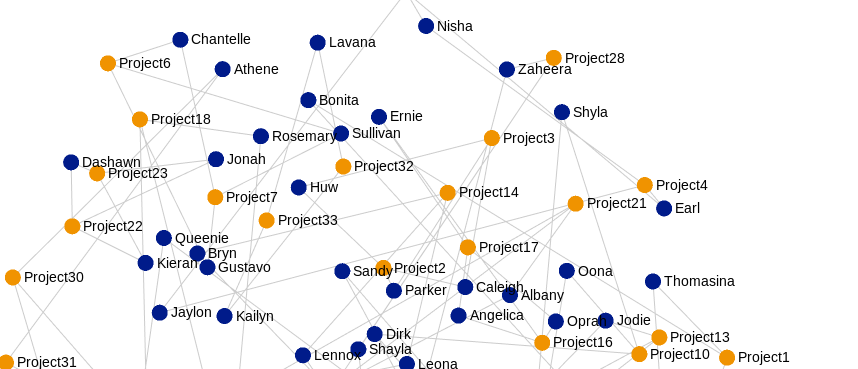 Nisha
Chantelle
Lavana
Project28
Project6
Athene
Zaheera
Bonita
Shyla
Ernie
Project18
Rosemary
Sullivan
Project3
Dashawn
Jonah
Project32
Project23
Project4
Huw
Project14
Project7
Project21
Earl
Project33
Project22
Queenie
Project17
Bryn
Kieran
Gustavo
Sandy
Project2
Oona
Project30
Thomasina
Parker
Caleigh
Albany
Jaylon
Kailyn
Angelica
Oprah
Jodie
Dirk
Project13
Project16
Shayla
Lennox
Project10
Project1
Project31
Leona